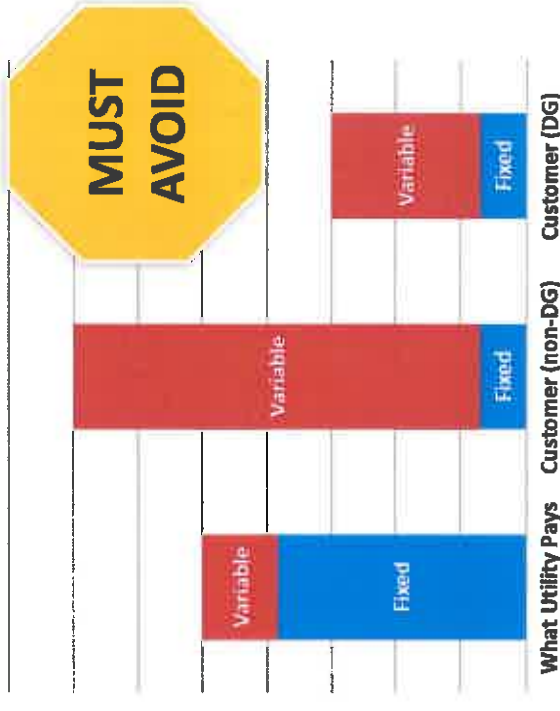 MUST
AVOID
Variable
Fixed
Variable
Fixed
Variable
Fixed
What Utility Pays
Customer (non-DG)
Customer (DG)